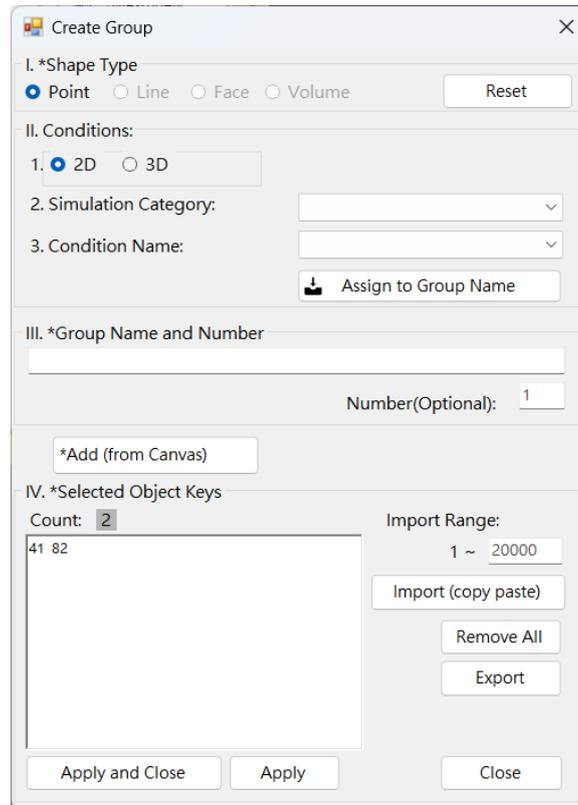 Create Group
I. *Shape Type
Point Line Face Volume Reset
II. Conditions:
1. 2D 3D
2. Simulation Category:
3. Condition Name:
Assign to Group Name
III. *Group Name and Number
Number(Optional): 1
*Add (from Canvas)
IV. *Selected Object Keys
Count: 2 Import Range:
41 82 1 ~ 20000
Import (copy paste)
Remove All
Export
Apply and Close Apply Close